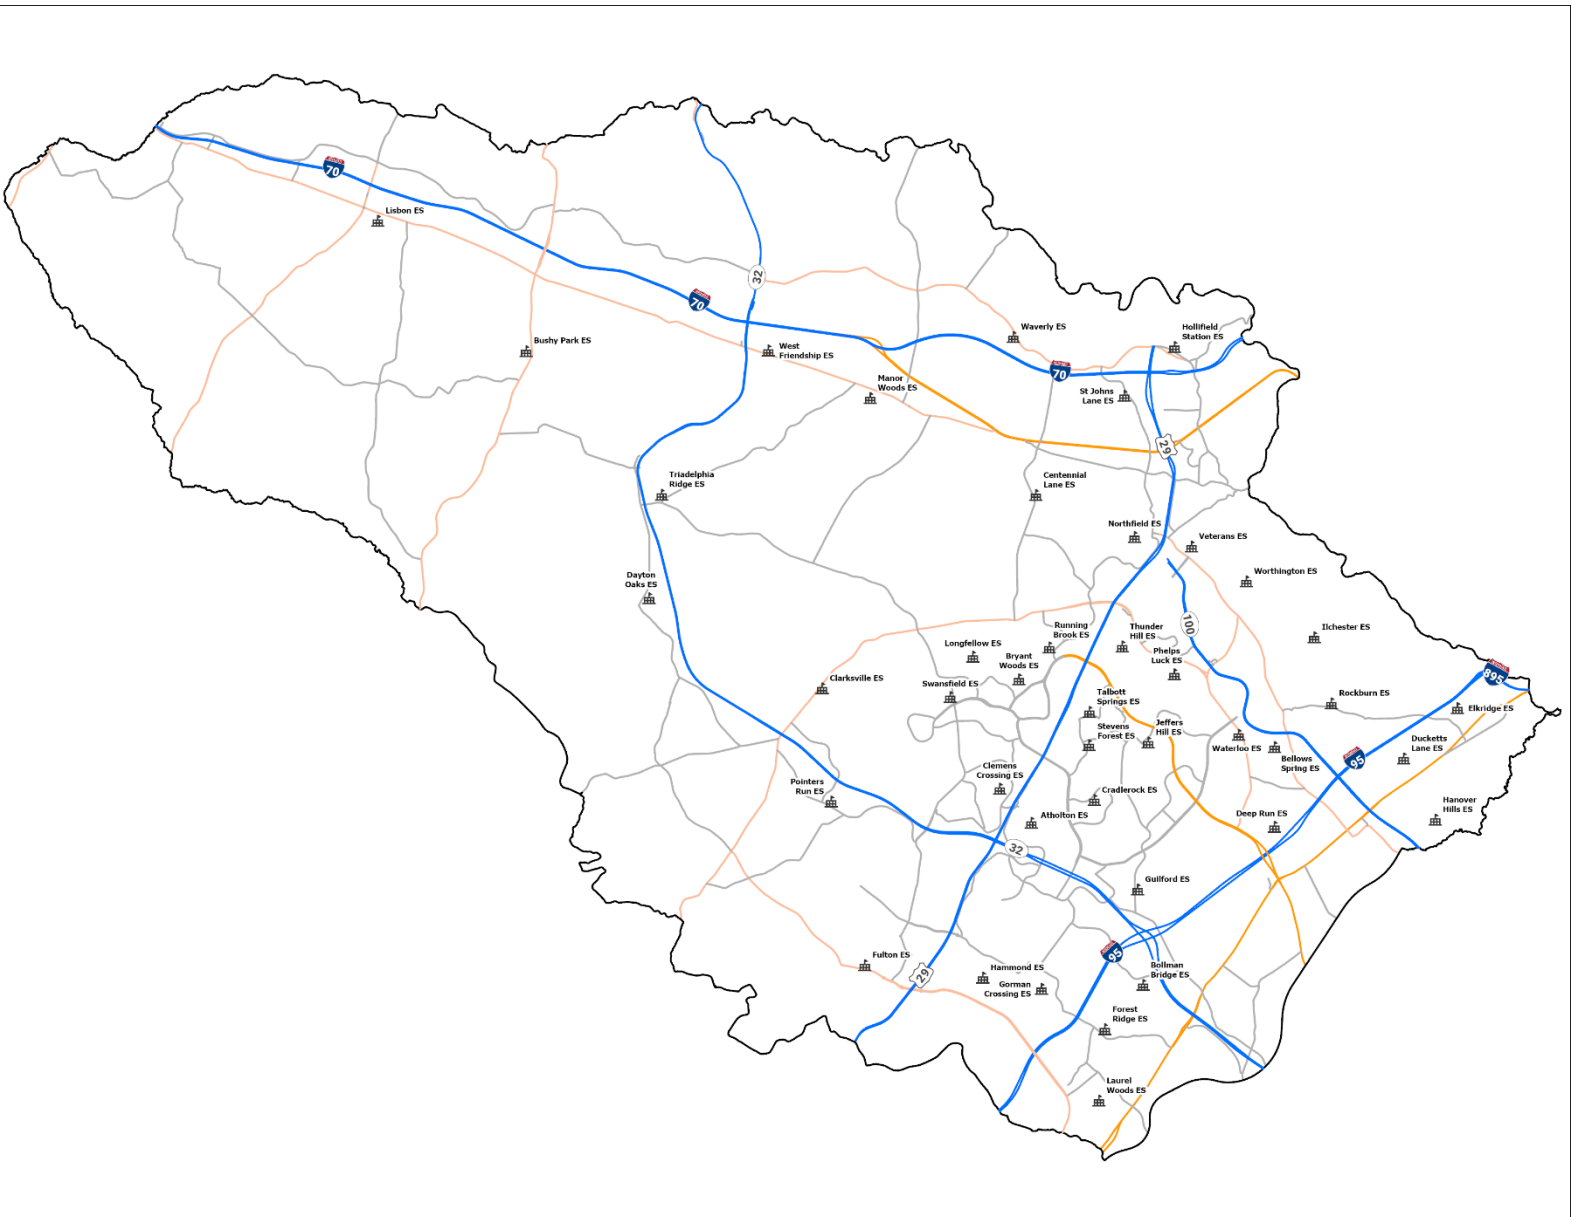 70
Lisbon ES
32
70
Bushy Park ES
West
Friendship ES
Waverly ES
Hollifield
Station ES
70
Manor
Woods ES
St Johns
Lane ES
29
Triadelphia
Ridge ES
Centennial
Lane ES
Northfield ES
Veterans ES
Dayton
Oaks ES
Worthington ES
100
Ilchester ES
Running
Brook ES
Thunder
Hill ES
Longfellow ES
Bryant
Woods ES
Phelps
Luck ES
895
Clarksville ES
Swansfield ES
Talbott
Springs ES
Rockburn ES
Elkridge ES
Stevens
Forest ES
Jeffers
Hill ES
Waterloo ES
Ducketts
Lane ES
Bellows
Spring ES
95
Clemens
Crossing ES
Pointers
Run ES
Cradlerock ES
Hanover
Hills ES
Atholton ES
Deep Run ES
32
Guilford ES
95
Fulton ES
29
Hammond ES
Gorman
Crossing ES
Bollman
Bridge ES
Forest
Ridge ES
Laurel
Woods ES